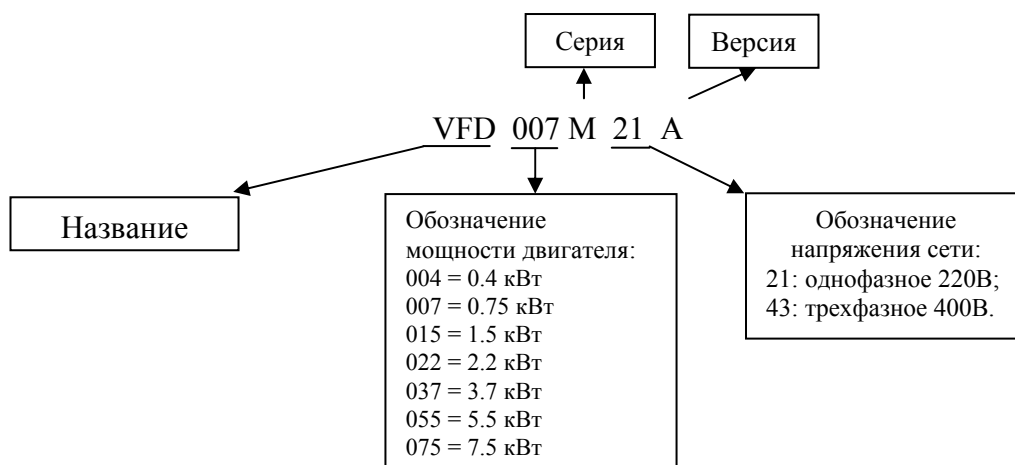 Серия
Версия
VFD 007 M 21 A
Название
Обозначение
мощности двигателя:
004 = 0.4 кВт
007 = 0.75 кВт
015 = 1.5 кВт
022 = 2.2 кВт
037 = 3.7 кВт
055 = 5.5 кВт
075 = 7.5 кВт
Обозначение
напряжения сети:
21: однофазное 220В;
43: трехфазное 400В.